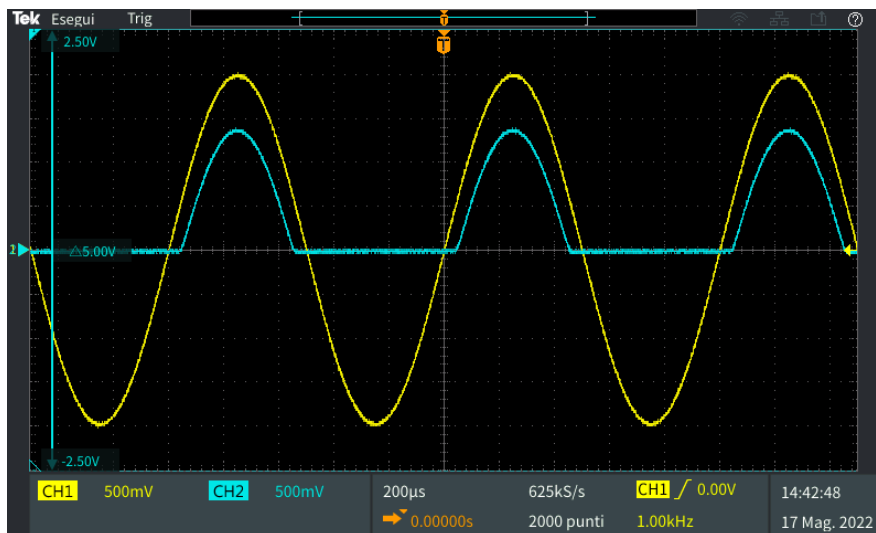 Tek Esegui Trig
T
2.50V
T
1
△5.00V
-2.50V
CH1 500mV CH2 500mV 200µs 625kS/s CH1 0.00V 14:42:48
0.00000s 2000 punti 1.00kHz 17 Mag. 2022